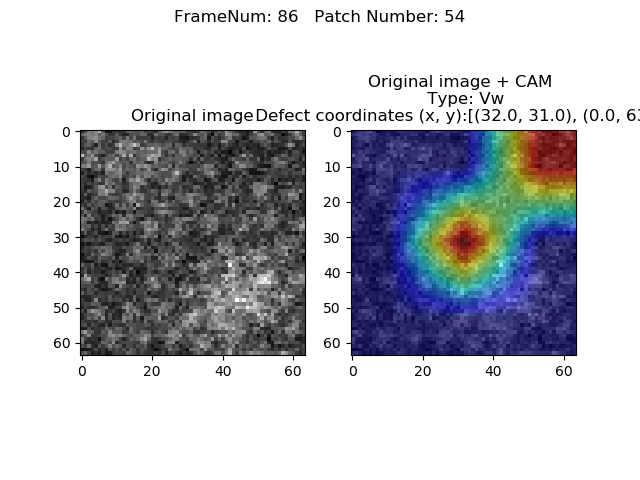 FrameNum: 86   Patch Number: 54
Original image
0
10
20
30
40
50
60
0 20 40 60
Original image + CAM
Type: Vw
Defect coordinates (x, y):[(32.0, 31.0), (0.0,
0
10
20
30
40
50
60
0 20 40 60